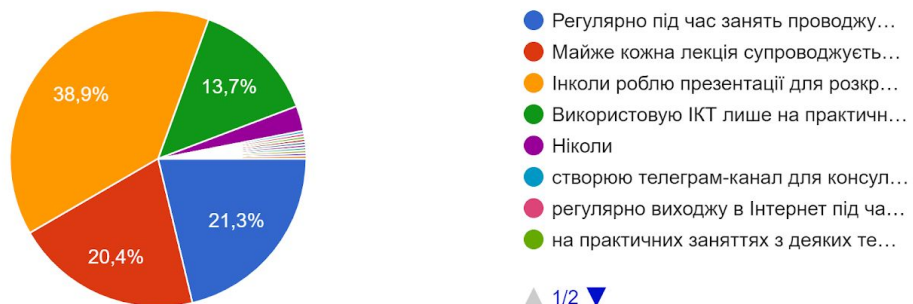 38,9%
13,7%
20,4%
21,3%
Регулярно під час занять проводжу…
Майже кожна лекція супроводжуєть…
Інколи роблю презентації для розкр…
Використовую ІКТ лише на практичн…
Ніколи
створюю телеграм-канал для консул…
регулярно виходжу в Інтернет під ча…
на практичних заняттях з деяких те…
1/2